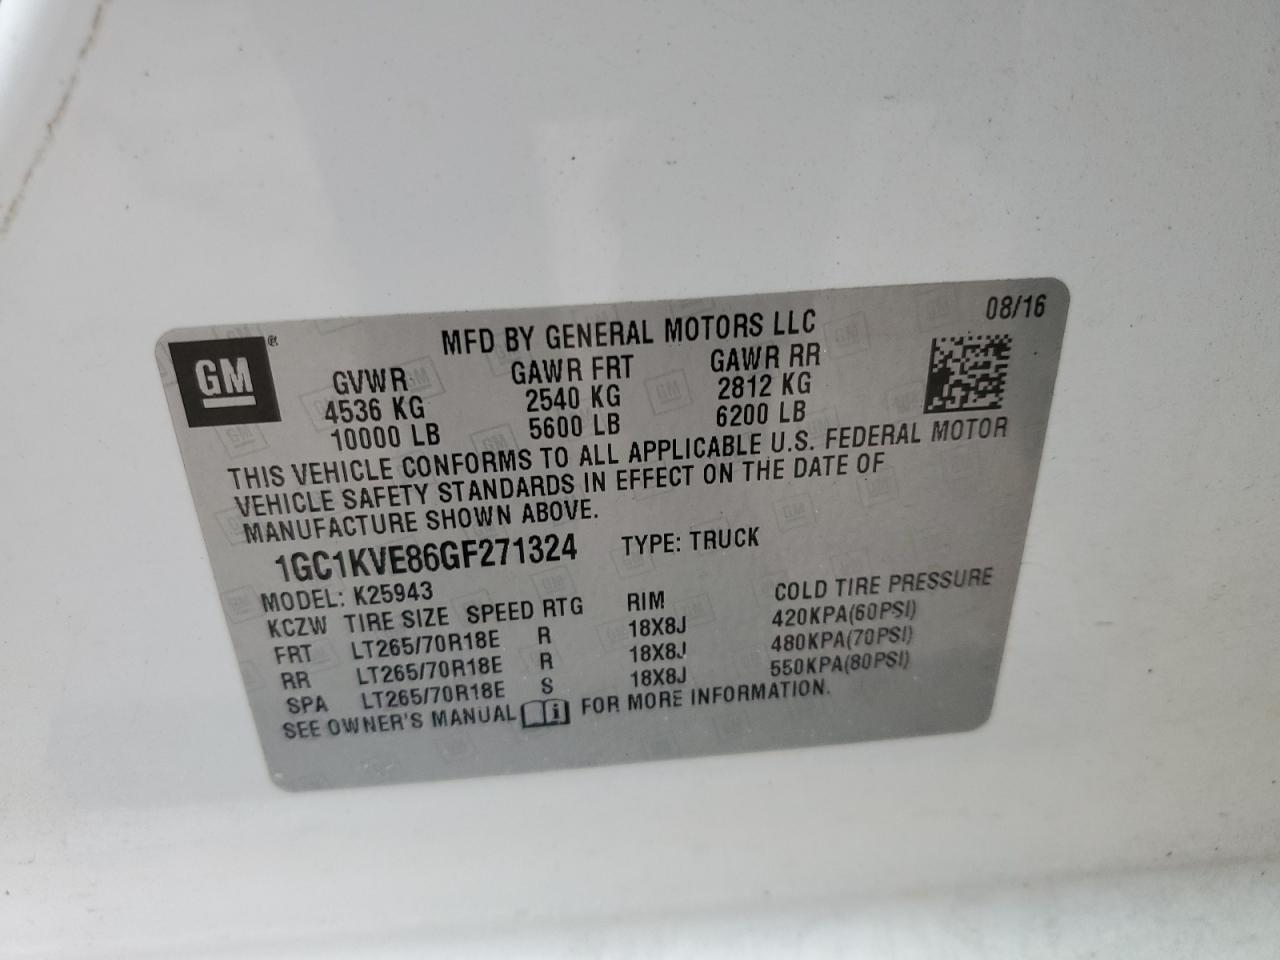 GM ®
MFD BY GENERAL MOTORS LLC 08/16
GVWR GAWR FRT GAWR RR
4536 KG 2540 KG 2812 KG
10000 LB 5600 LB 6200 LB
THIS VEHICLE CONFORMS TO ALL APPLICABLE U.S. FEDERAL MOTOR
VEHICLE SAFETY STANDARDS IN EFFECT ON THE DATE OF
MANUFACTURE SHOWN ABOVE.
1GC1KVE86GF271324 TYPE: TRUCK
MODEL: K25943
KCZW TIRE SIZE SPEED RTG RIM COLD TIRE PRESSURE
FRT LT265/70R18E R 18X8J 420KPA(60PSI)
RR LT265/70R18E R 18X8J 480KPA(70PSI)
SPA LT265/70R18E S 18X8J 550KPA(80PSI)
SEE OWNER'S MANUAL i FOR MORE INFORMATION.